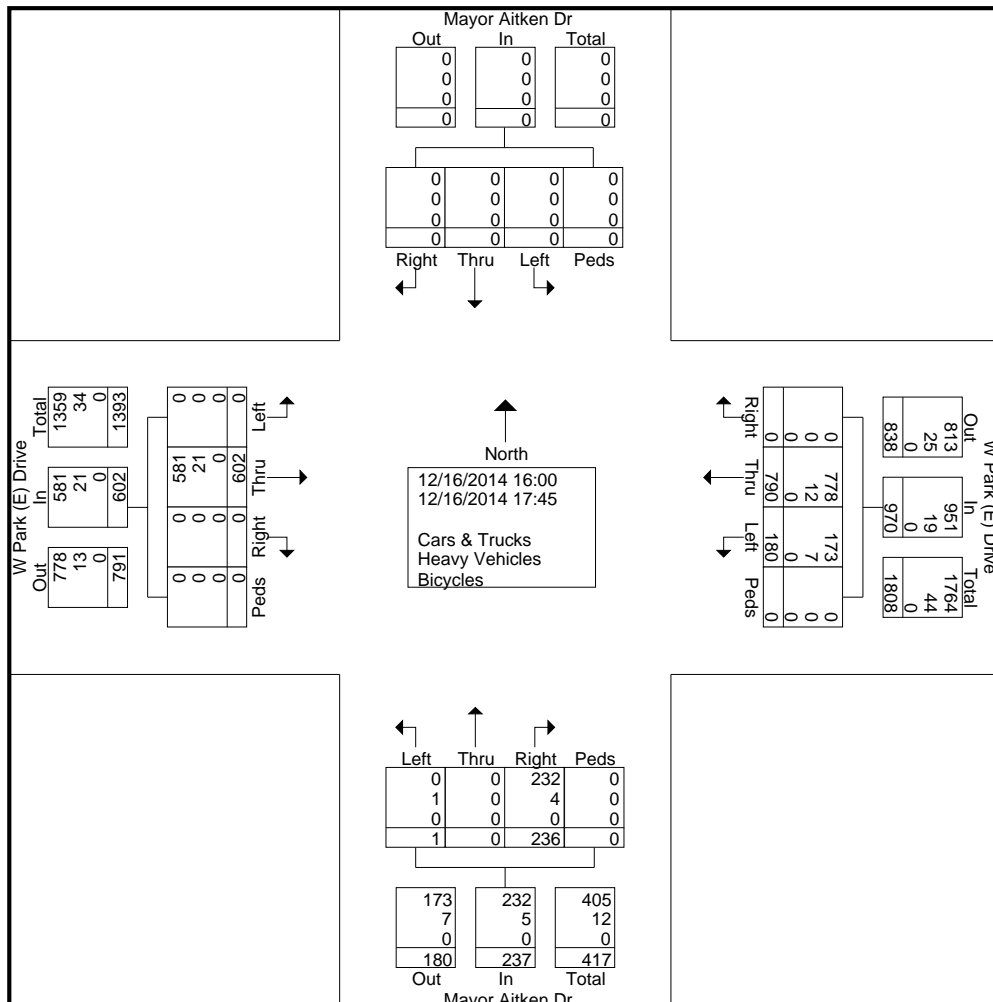 Mayor Aitken Dr
Out In Total
0 0 0
0 0 0
0 0 0
0 0 0
0 0 0 0
0 0 0 0
0 0 0 0
0 0 0 0
Right Thru Left Peds
W Park (E) Drive
Total In Out
1359 581 778
34 21 13
0 0 0
1393 602 791
0 581 0 0
0 21 0 0
0 0 0 0
0 602 0 0
Left Thru Right Peds
North
12/16/2014 16:00
12/16/2014 17:45
Cars & Trucks
Heavy Vehicles
Bicycles
Right Thru Left Peds
0 778 173 0
0 12 7 0
0 0 0 0
0 790 180 0
W Park (E) Drive
Out In Total
813 951 1764
25 19 44
0 0 0
838 970 1808
Left Thru Right Peds
0 0 232 0
1 0 4 0
0 0 0 0
1 0 236 0
173 232 405
7 5 12
0 0 0
180 237 417
Out In Total
Mayor Aitken Dr